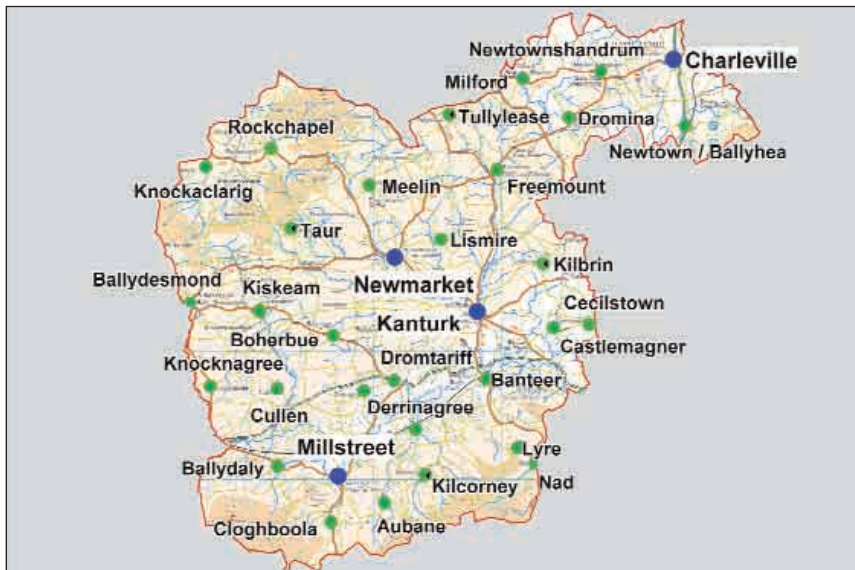 Newtownshandrum
Charleville
Milford
Tullylease
Dromina
Rockchapel
Newtown / Ballyhea
Knockaclarig
Meelin
Freemount
Taur
Lismire
Kilbrin
Ballydesmond
Kiskeam
Newmarket
Cecilstown
Kanturk
Boherbue
Castlemagner
Dromtariff
Knocknagree
Banteer
Cullen
Derrinagree
Millstreet
Lyre
Ballydaly
Nad
Kilcorney
Cloghboola
Aubane